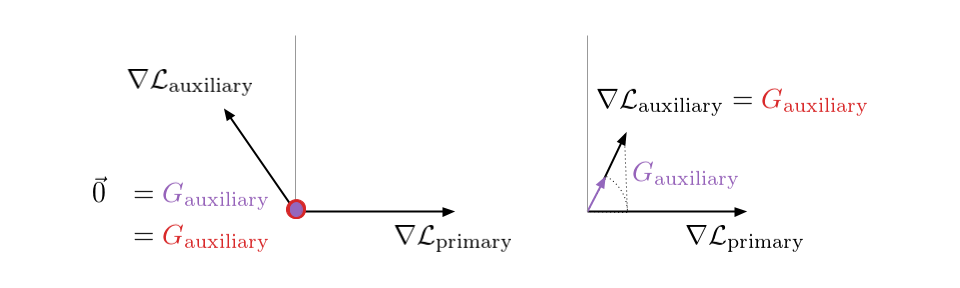 ∇ℒ_auxiliary
0⃗ = G_auxiliary
= G_auxiliary
∇ℒ_primary
∇ℒ_auxiliary = G_auxiliary
G_auxiliary
∇ℒ_primary